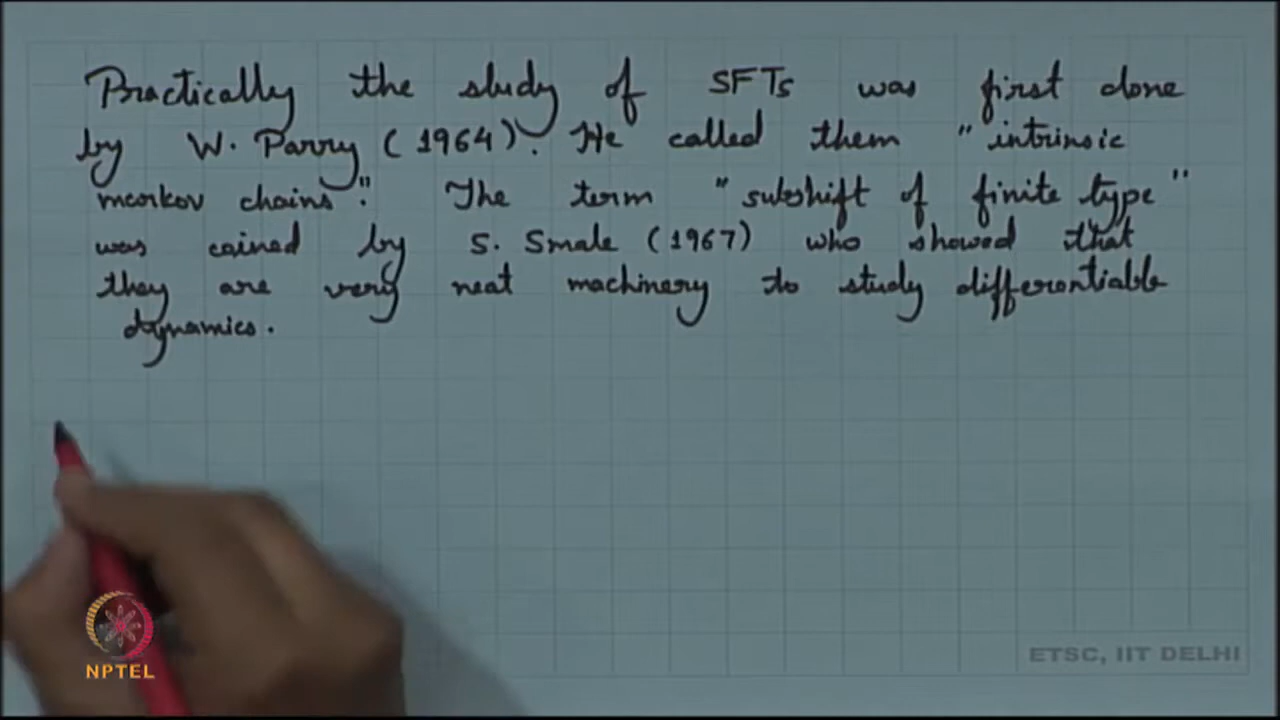 Practically the study of SFTs was first done
by W. Parry (1964). He called them "intrinsic
markov chains". The term "subshift of finite type"
was coined by S. Smale (1967) who showed that
they are very neat machinery to study differentiable
dynamics.
NPTEL
ETSC, IIT DELHI